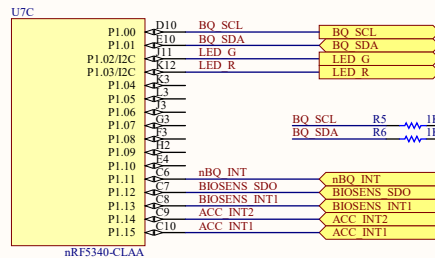 U7C
P1.00 D10 BQ_SCL BQ_SCL
P1.01 E10 BQ_SDA BQ_SDA
P1.02/I2C J11 LED_G LED_G
P1.03/I2C K12 LED_R LED_R
P1.04 K3
P1.05 L3
P1.06 J3
P1.07 G3 BQ_SCL R5
P1.08 F3 BQ_SDA R6
P1.09 H2
P1.10 E4
P1.11 C6 nBQ_INT nBQ_INT
P1.12 C7 BIOSENS_SDO BIOSENS_SDO
P1.13 C8 BIOSENS_INT1 BIOSENS_INT1
P1.14 C9 ACC_INT2 ACC_INT2
P1.15 C10 ACC_INT1 ACC_INT1
nRF5340-CLAA